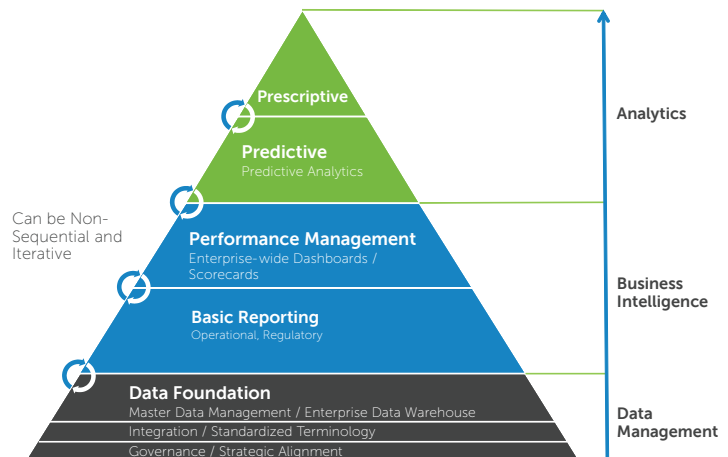 Prescriptive
Analytics
Predictive
Predictive Analytics
Can be Non-
Sequential and
Iterative
Performance Management
Enterprise-wide Dashboards /
Scorecards
Business
Intelligence
Basic Reporting
Operational, Regulatory
Data Foundation
Master Data Management / Enterprise Data Warehouse
Integration / Standardized Terminology
Governance / Strategic Alignment
Data
Management